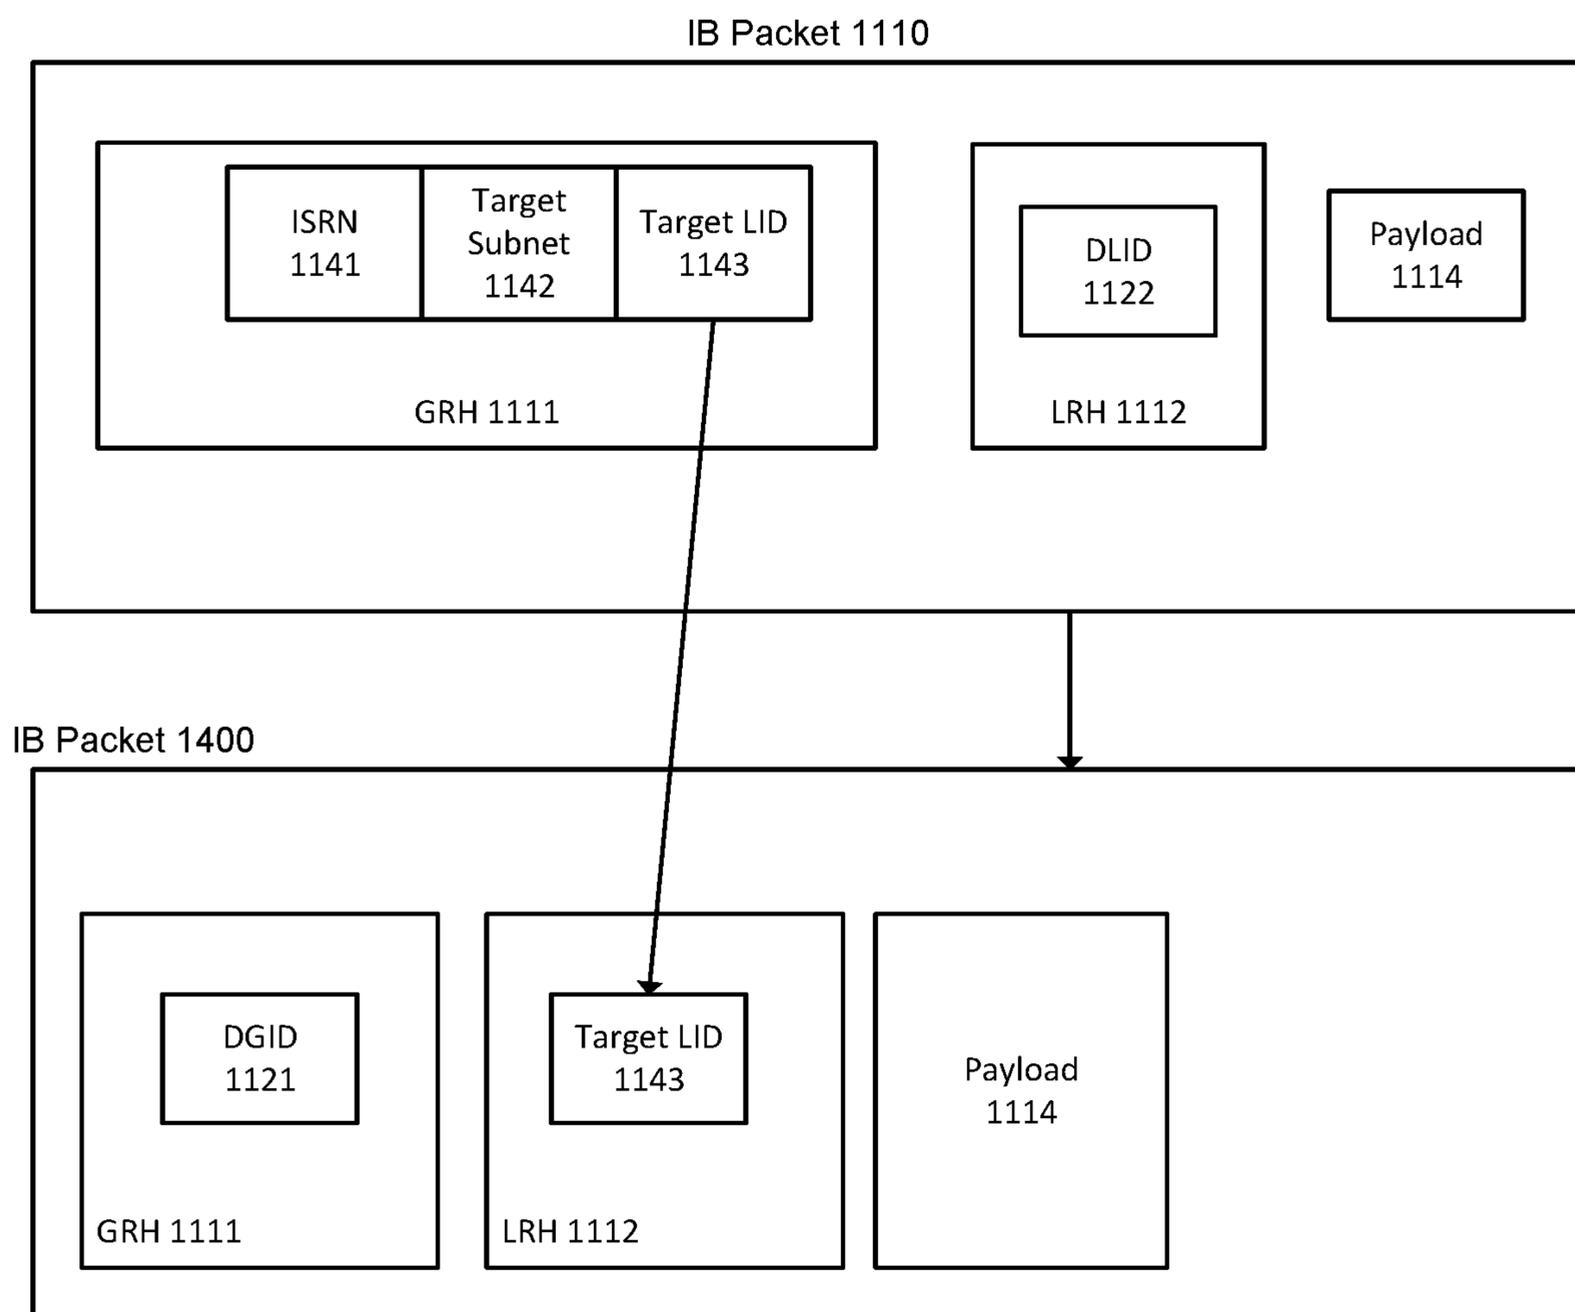 IB Packet 1110
ISRN
1141
Target
Subnet
1142
Target LID
1143
GRH 1111
DLID
1122
LRH 1112
Payload
1114
IB Packet 1400
DGID
1121
GRH 1111
Target LID
1143
LRH 1112
Payload
1114